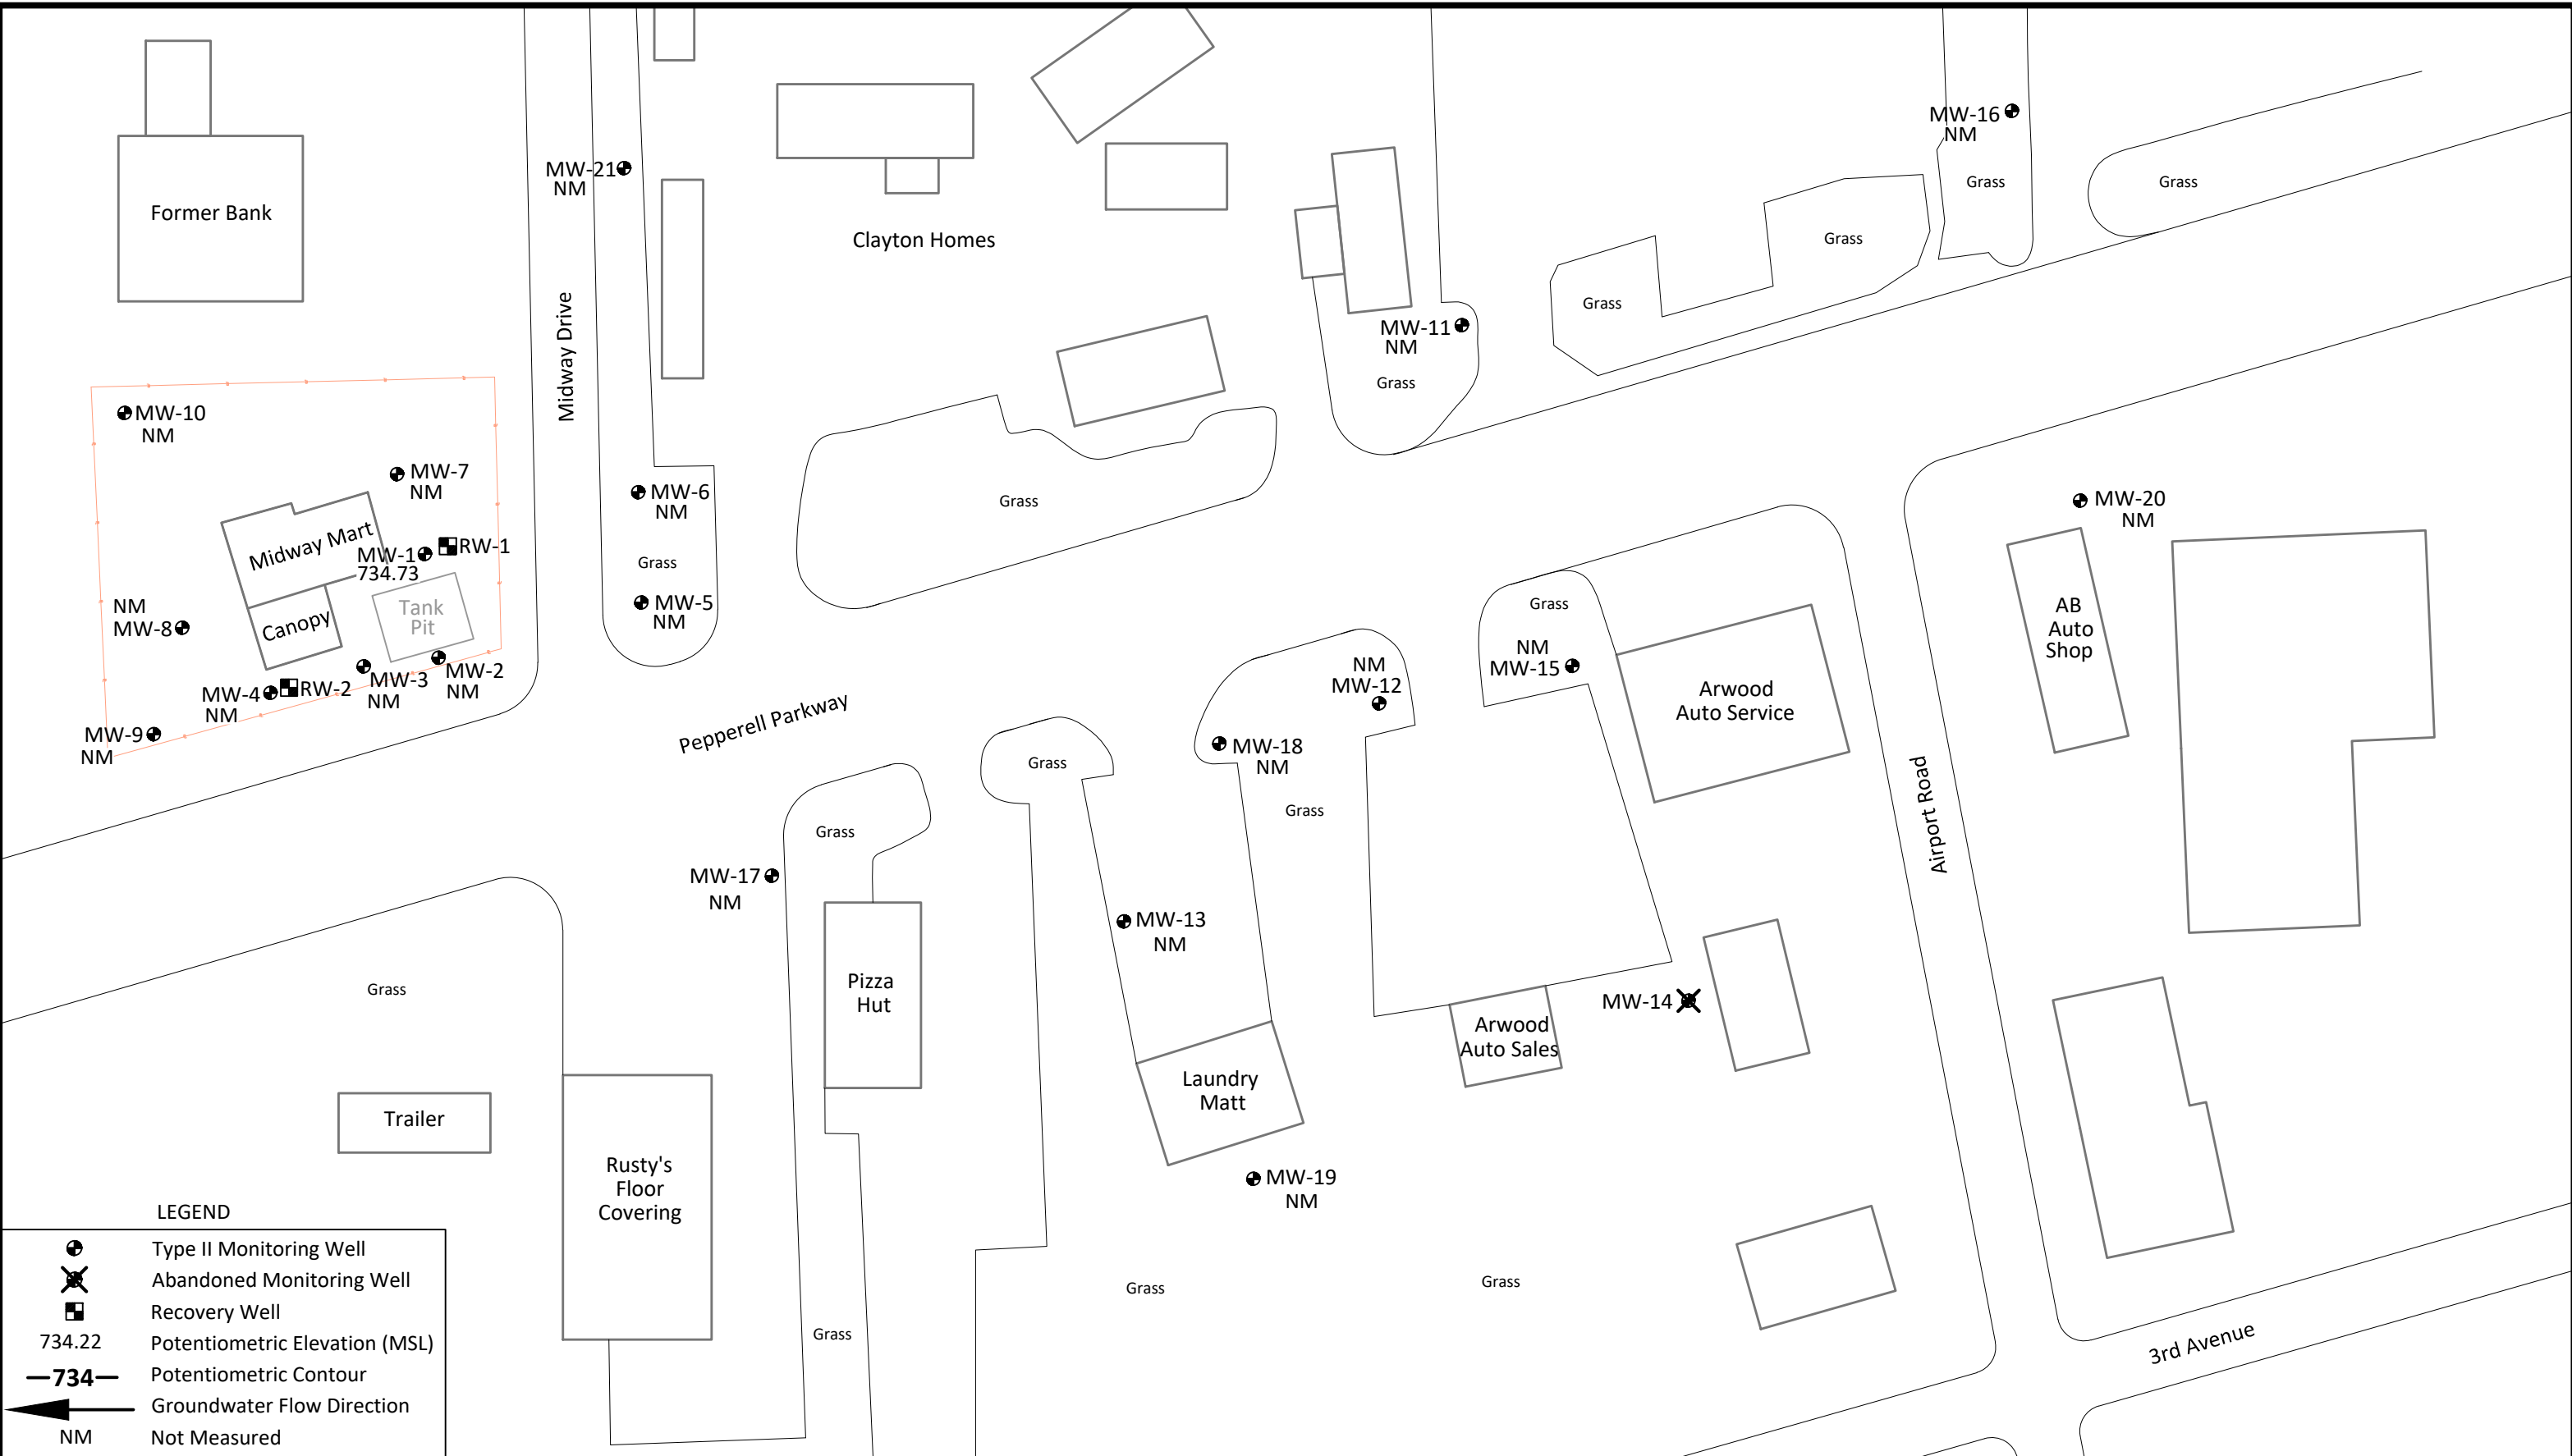 MW-16
NM
MW-21
NM
Grass
Grass
Former Bank
Clayton Homes
Grass
Grass
Midway Drive
MW-11
NM
Grass
MW-10
NM
MW-7
NM
MW-6
NM
Grass
MW-20
NM
Midway Mart
MW-1
734.73
RW-1
Grass
Tank
Pit
Canopy
NM
MW-8
MW-5
NM
Grass
AB
Auto
Shop
NM
MW-15
NM
MW-12
MW-2
NM
MW-3
NM
MW-4
NM
RW-2
Arwood
Auto Service
MW-9
NM
Pepperell Parkway
MW-18
NM
Grass
Grass
Grass
Airport Road
MW-17
NM
MW-13
NM
Grass
Pizza
Hut
MW-14
Arwood
Auto Sales
Laundry
Matt
Trailer
Rusty's
Floor
Covering
MW-19
NM
Grass
Grass
Grass
3rd Avenue
LEGEND
Type II Monitoring Well
Abandoned Monitoring Well
Recovery Well
734.22 Potentiometric Elevation (MSL)
734 Potentiometric Contour
Groundwater Flow Direction
NM Not Measured